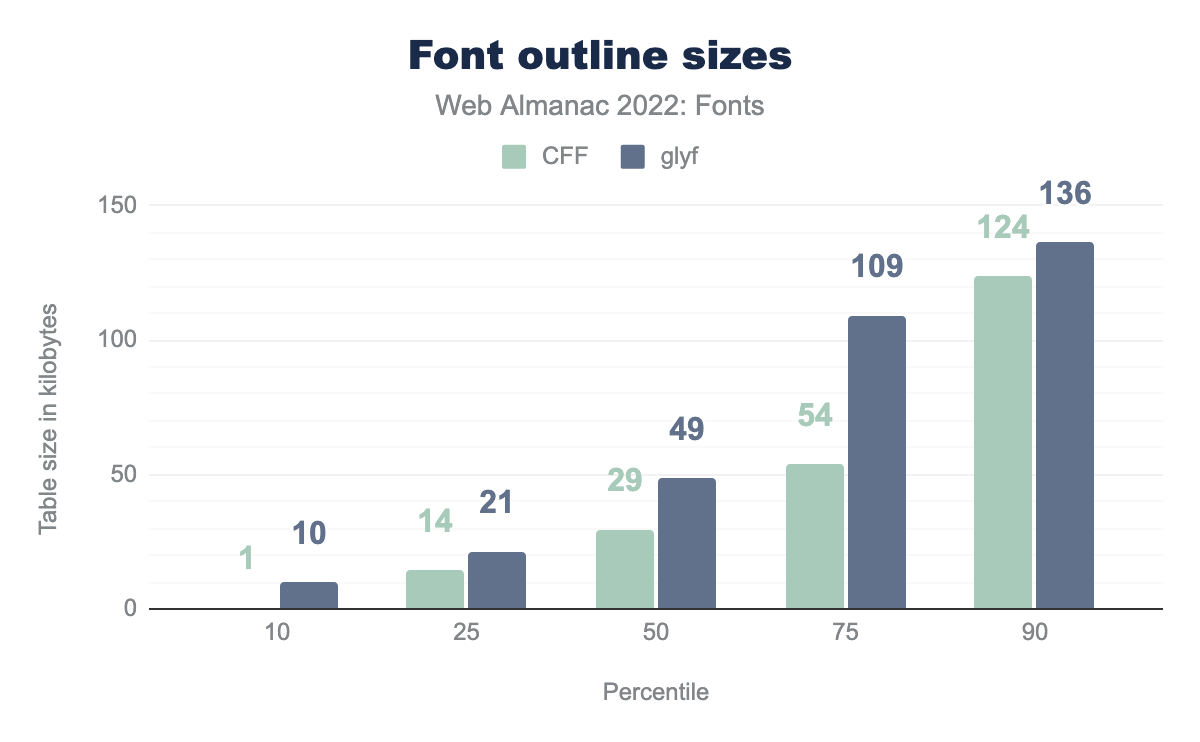 Font outline sizes
Web Almanac 2022: Fonts
CFF glyf
Table size in kilobytes
150
100
50
0
1 10
14 21
29 49
54 109
124 136
10 25 50 75 90
Percentile